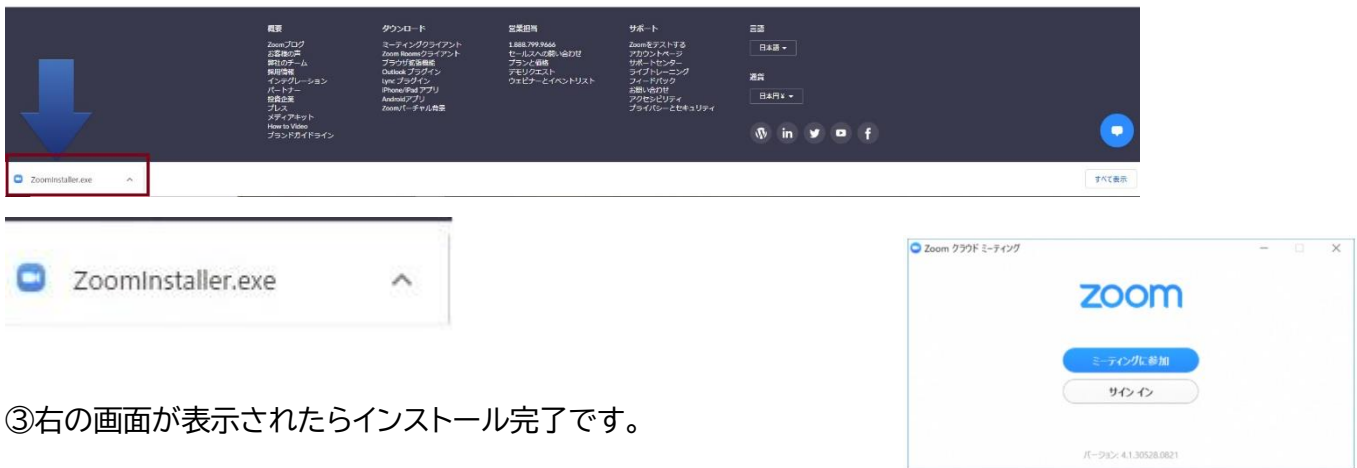 概要
Zoomブログ
お客様の声
弊社のチーム
採用情報
インテグレーション
パートナー
投資企業
プレス
メディアキット
How to Video
ブランドガイドライン
ダウンロード
ミーティングクライアント
Zoom Roomsクライアント
ブラウザ拡張機能
Outlook プラグイン
Lync プラグイン
iPhone/iPad アプリ
Androidアプリ
Zoomバーチャル背景
営業担当
1.888.799.9666
セールスへの問い合わせ
プランと価格
デモリクエスト
ウェビナーとイベントリスト
サポート
Zoomをテストする
アカウントページ
サポートセンター
ライブトレーニング
フィードバック
お問い合わせ
アクセシビリティ
プライバシーとセキュリティ
言語
日本語
通貨
日本円 ¥
ZoomInstaller.exe
すべて表示
ZoomInstaller.exe
Zoom クラウド ミーティング
zoom
ミーティングに参加
サインイン
バージョン: 4.1.30528.0821
③右の画面が表示されたらインストール完了です。